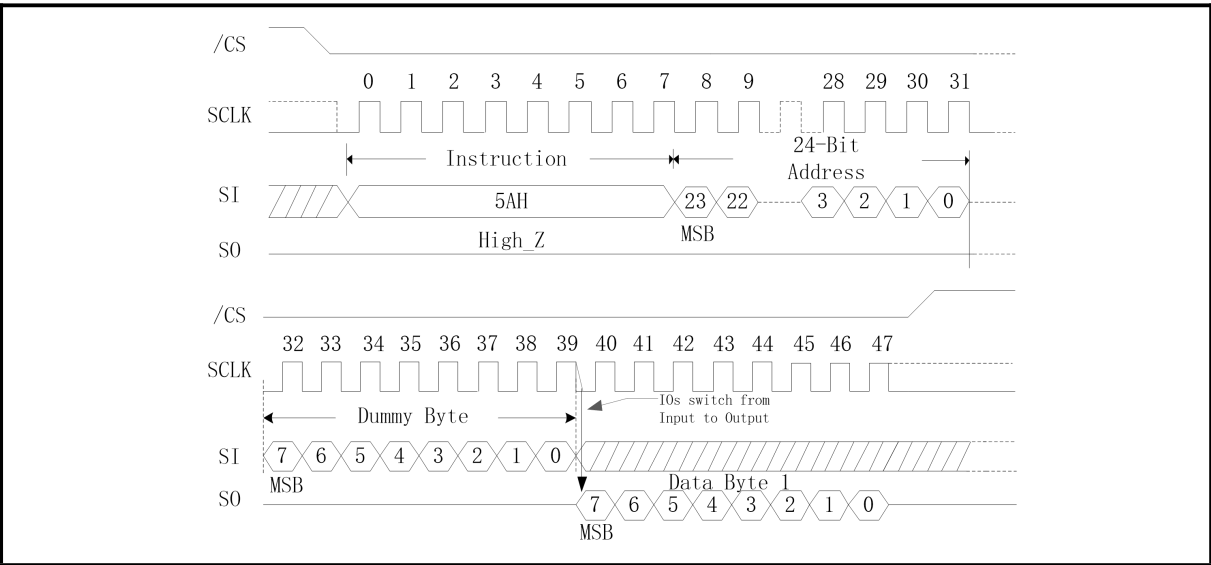 /CS
0 1 2 3 4 5 6 7 8 9 28 29 30 31
SCLK
Instruction
24-Bit
Address
SI
5AH
23 22 3 2 1 0
MSB
High_Z
SO
/CS
32 33 34 35 36 37 38 39 40 41 42 43 44 45 46 47
SCLK
IOs switch from
Input to Output
Dummy Byte
SI
7 6 5 4 3 2 1 0
MSB
Data Byte 1
SO
7 6 5 4 3 2 1 0
MSB